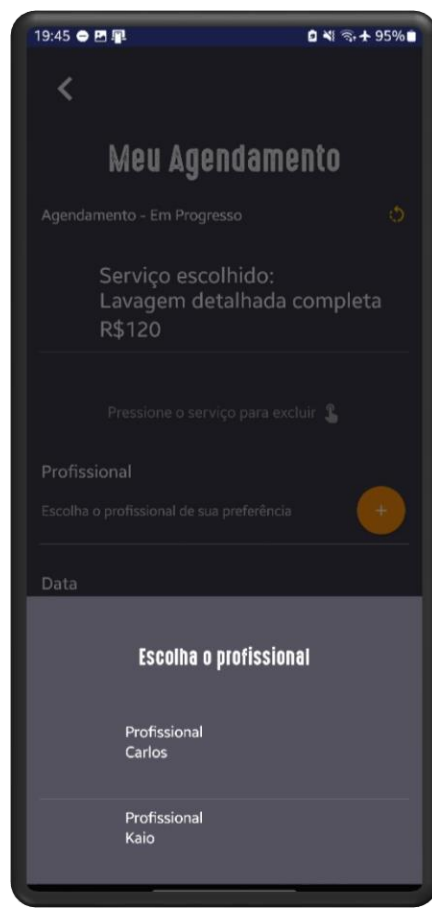 19:45
95%
Meu Agendamento
Agendamento - Em Progresso
Serviço escolhido:
Lavagem detalhada completa
R$120
Pressione o serviço para excluir
Profissional
Escolha o profissional de sua preferência
+
Data
Escolha o profissional
Profissional
Carlos
Profissional
Kaio